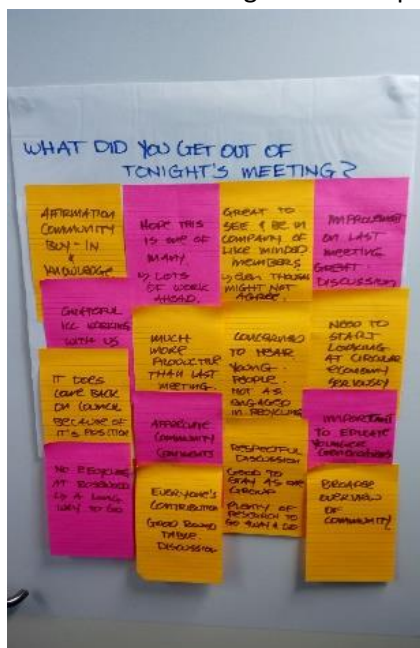 WHAT DID YOU GET OUT OF
TONIGHT'S MEETING?
AFFIRMATION
COMMUNITY
BUY-IN
&
KNOWLEDGE
HOPE THIS
IS ONE OF
MANY.
LOTS
OF WORK
AHEAD.
GREAT TO
SEE & BE IN
COMPANY OF
LIKE MINDED
MEMBERS
EVEN THOUGH
MIGHT NOT
AGREE.
IMPROVEMENT
ON LAST
MEETING
GREAT
DISCUSSION
GRATEFUL
ICC WORKING
WITH US
MUCH
MORE
PRODUCTIVE
THAN LAST
MEETING.
CONCERNED
TO HEAR
YOUNG
PEOPLE
NOT AS
ENGAGED
IN RECYCLING
NEED TO
START
LOOKING
AT CIRCULAR
ECONOMY
SERIOUSLY
IT DOES
COME BACK
ON COUNCIL
BECAUSE OF
IT'S POSITION
APPRECIATE
COMMUNITY
COMMENTS
RESPECTFUL
DISCUSSION
GOOD TO
STAY AS ONE
GROUP
PLENTY OF
RESEARCH TO
GO AWAY & DO
IMPORTANT
TO EDUCATE
YOUNGER
GENERATIONS
NO RECYCLING
AT ROSEWOOD
IS A LONG
WAY TO GO
EVERYONE'S
CONTRIBUTION
GOOD ROUND
TABLE
DISCUSSION
BROADER
OVERVIEW
OF
COMMUNITY